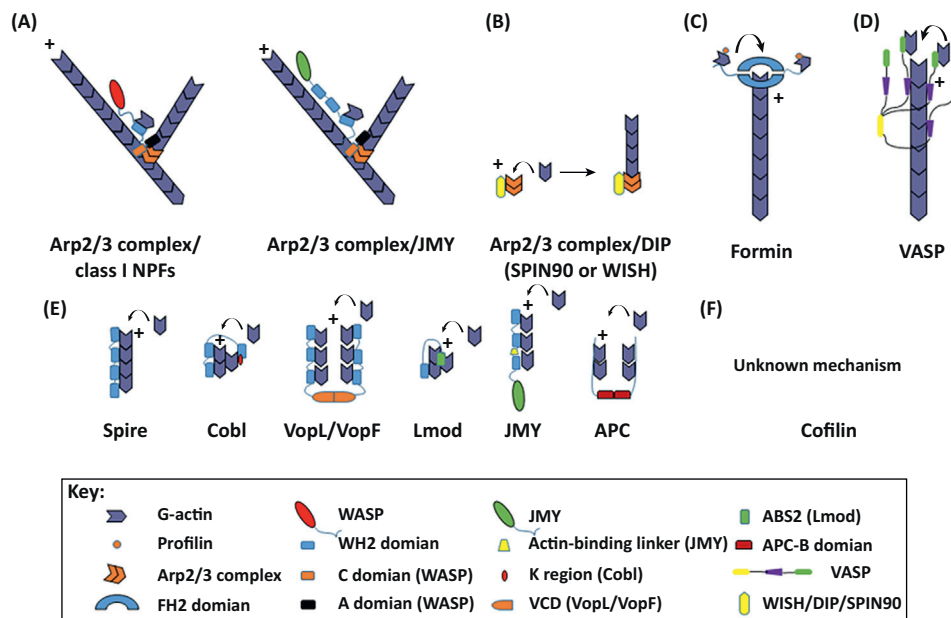 (A)
(B)
(C)
(D)
+
+
+
+
+
Arp2/3 complex/
class I NPFs
Arp2/3 complex/JMY
Arp2/3 complex/DIP
(SPIN90 or WISH)
Formin
VASP
(E)
(F)
+
+
+
+
+
+
Unknown mechanism
Spire
Cobl
VopL/VopF
Lmod
JMY
APC
Cofilin
Key:
G-actin
WASP
JMY
ABS2 (Lmod)
Profilin
WH2 domian
Actin-binding linker (JMY)
APC-B domian
Arp2/3 complex
C domian (WASP)
K region (Cobl)
VASP
FH2 domian
A domian (WASP)
VCD (VopL/VopF)
WISH/DIP/SPIN90